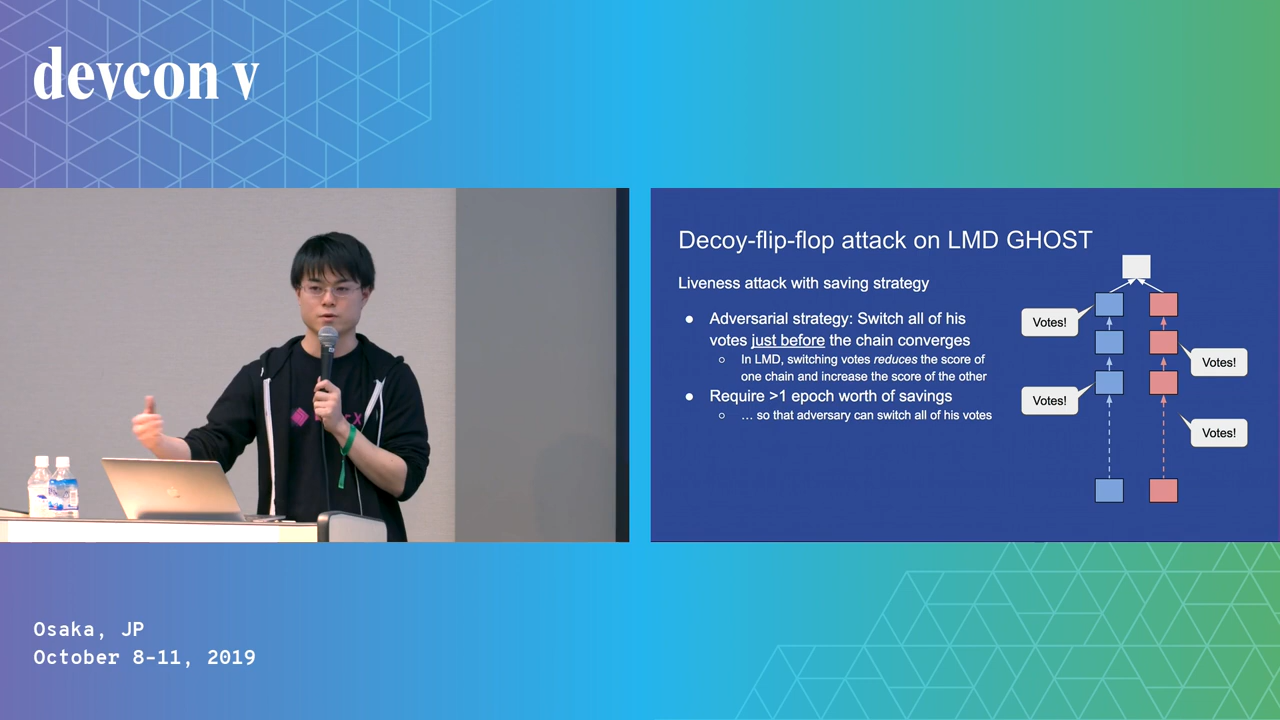 devcon v
Decoy-flip-flop attack on LMD GHOST
Liveness attack with saving strategy
● Adversarial strategy: Switch all of his
votes just before the chain converges
○ In LMD, switching votes reduces the score of
one chain and increase the score of the other
● Require >1 epoch worth of savings
○ … so that adversary can switch all of his votes
Votes!
Votes!
Votes!
Votes!
Osaka, JP
October 8-11, 2019